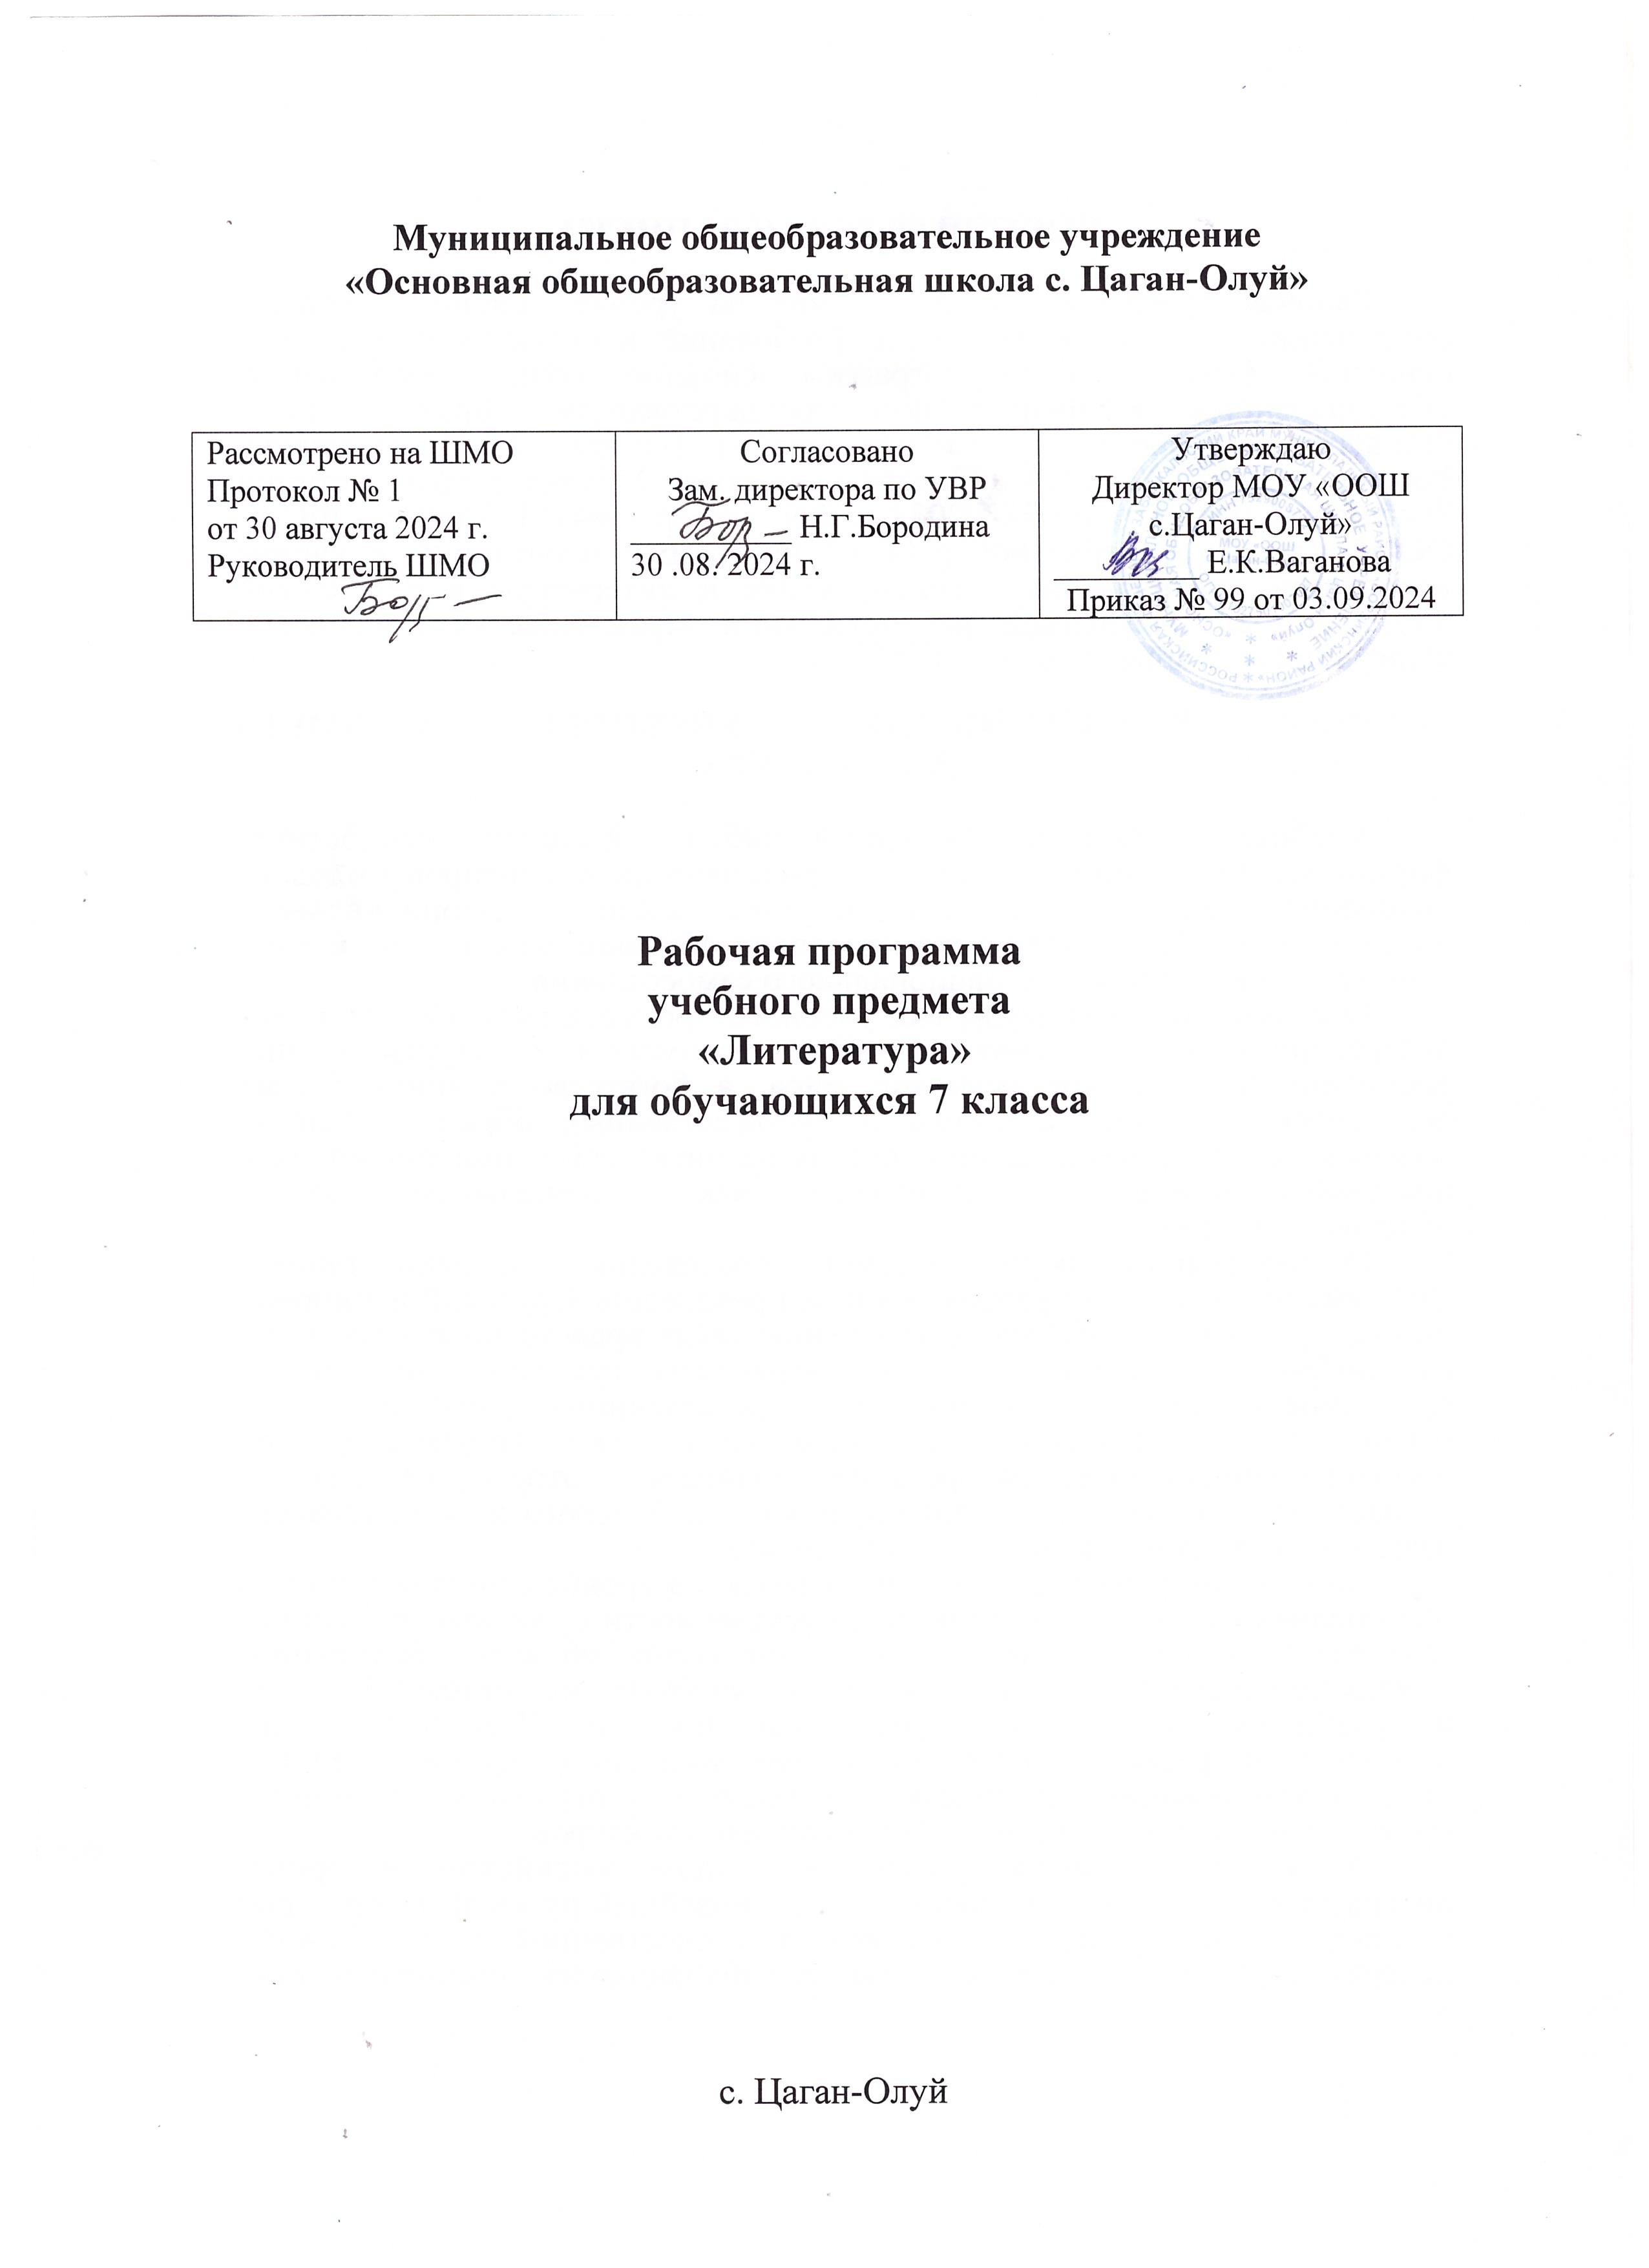 Муниципальное общеобразовательное учреждение
«Основная общеобразовательная школа с. Цаган-Олуй»
Рассмотрено на ШМО
Протокол № 1
от 30 августа 2024 г.
Руководитель ШМО
Согласовано
Зам. директора по УВР
Н.Г.Бородина
30 .08. 2024 г.
Утверждаю
Директор МОУ «ООШ
с.Цаган-Олуй»
Е.К.Ваганова
Приказ № 99 от 03.09.2024
Рабочая программа
учебного предмета
«Литература»
для обучающихся 7 класса
с. Цаган-Олуй